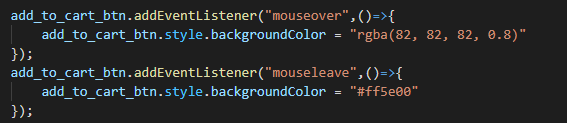 add_to_cart_btn.addEventListener("mouseover",()=>{
    add_to_cart_btn.style.backgroundColor = "rgba(82, 82, 82, 0.8)"
});
add_to_cart_btn.addEventListener("mouseleave",()=>{
    add_to_cart_btn.style.backgroundColor = "#ff5e00"
});